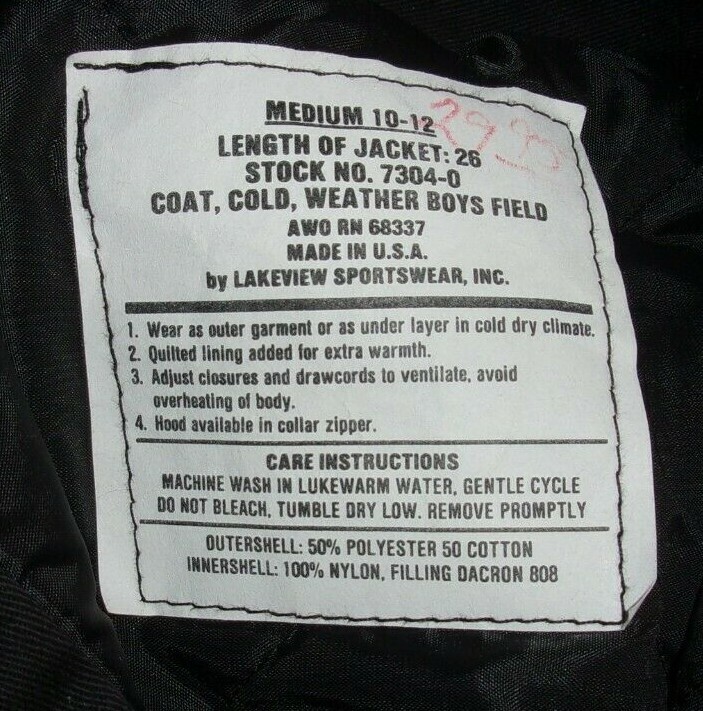 MEDIUM 10-12
LENGTH OF JACKET: 26
STOCK NO. 7304-0
COAT, COLD, WEATHER BOYS FIELD
AWO RN 68337
MADE IN U.S.A.
by LAKEVIEW SPORTSWEAR, INC.
1. Wear as outer garment or as under layer in cold dry climate.
2. Quilted lining added for extra warmth.
3. Adjust closures and drawcords to ventilate, avoid
overheating of body.
4. Hood available in collar zipper.
CARE INSTRUCTIONS
MACHINE WASH IN LUKEWARM WATER, GENTLE CYCLE
DO NOT BLEACH, TUMBLE DRY LOW. REMOVE PROMPTLY
OUTERSHELL: 50% POLYESTER 50 COTTON
INNERSHELL: 100% NYLON, FILLING DACRON 808